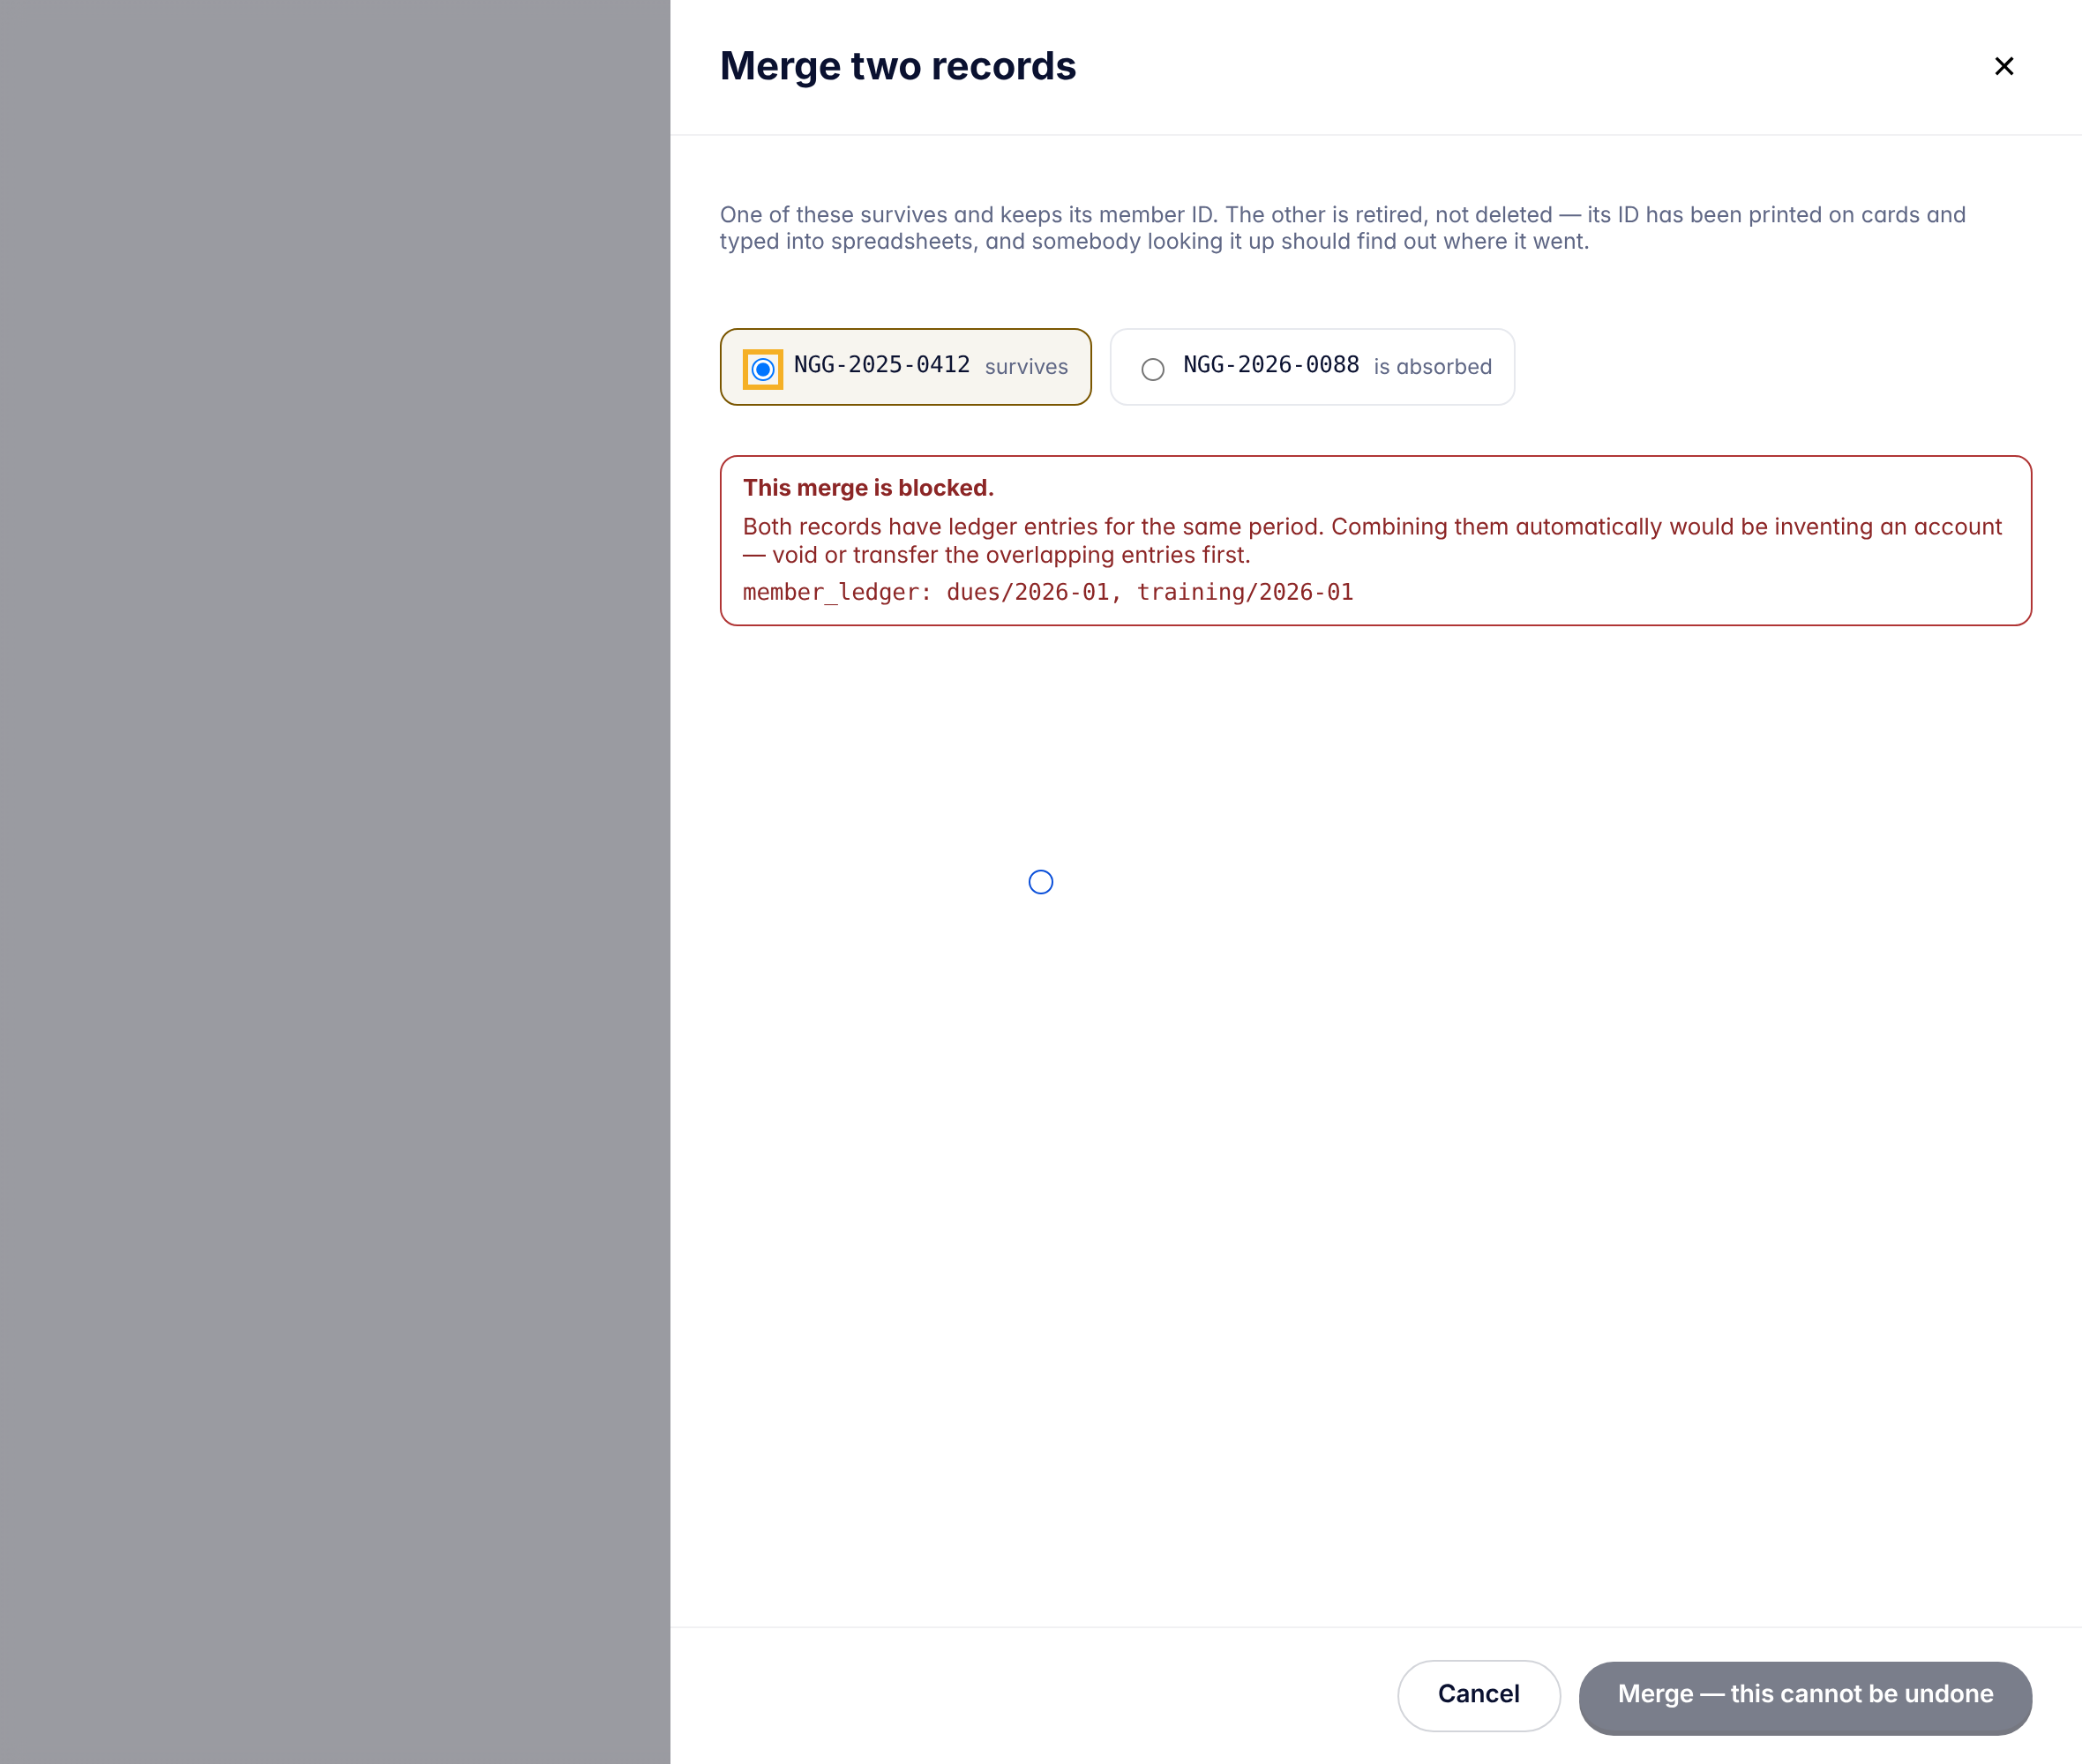 Merge two records
One of these survives and keeps its member ID. The other is retired, not deleted — its ID has been printed on cards and
typed into spreadsheets, and somebody looking it up should find out where it went.
NGG-2025-0412 survives
NGG-2026-0088 is absorbed
This merge is blocked.
Both records have ledger entries for the same period. Combining them automatically would be inventing an account
— void or transfer the overlapping entries first.
member_ledger: dues/2026-01, training/2026-01
Cancel
Merge — this cannot be undone